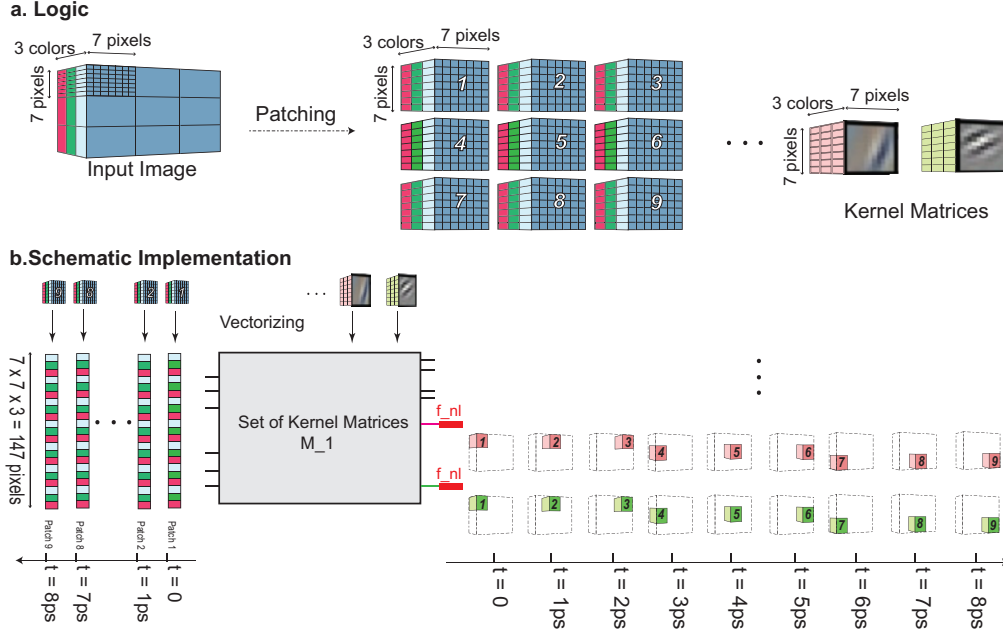 a. Logic
3 colors
7 pixels
7 pixels
Input Image
Patching
3 colors
7 pixels
7 pixels
1
2
3
4
5
6
7
8
9
3 colors
7 pixels
7 pixels
Kernel Matrices
b.Schematic Implementation
9
2
1
Vectorizing
7 x 7 x 3 = 147 pixels
Set of Kernel Matrices
M_1
f_nl
f_nl
1
2
3
4
5
6
7
8
9
1
2
3
4
5
6
7
8
9
Patch 9
Patch 8
Patch 2
Patch 1
t = 8ps
t = 7ps
t = 1ps
t = 0
t = 0
t = 1ps
t = 2ps
t = 3ps
t = 4ps
t = 5ps
t = 6ps
t = 7ps
t = 8ps